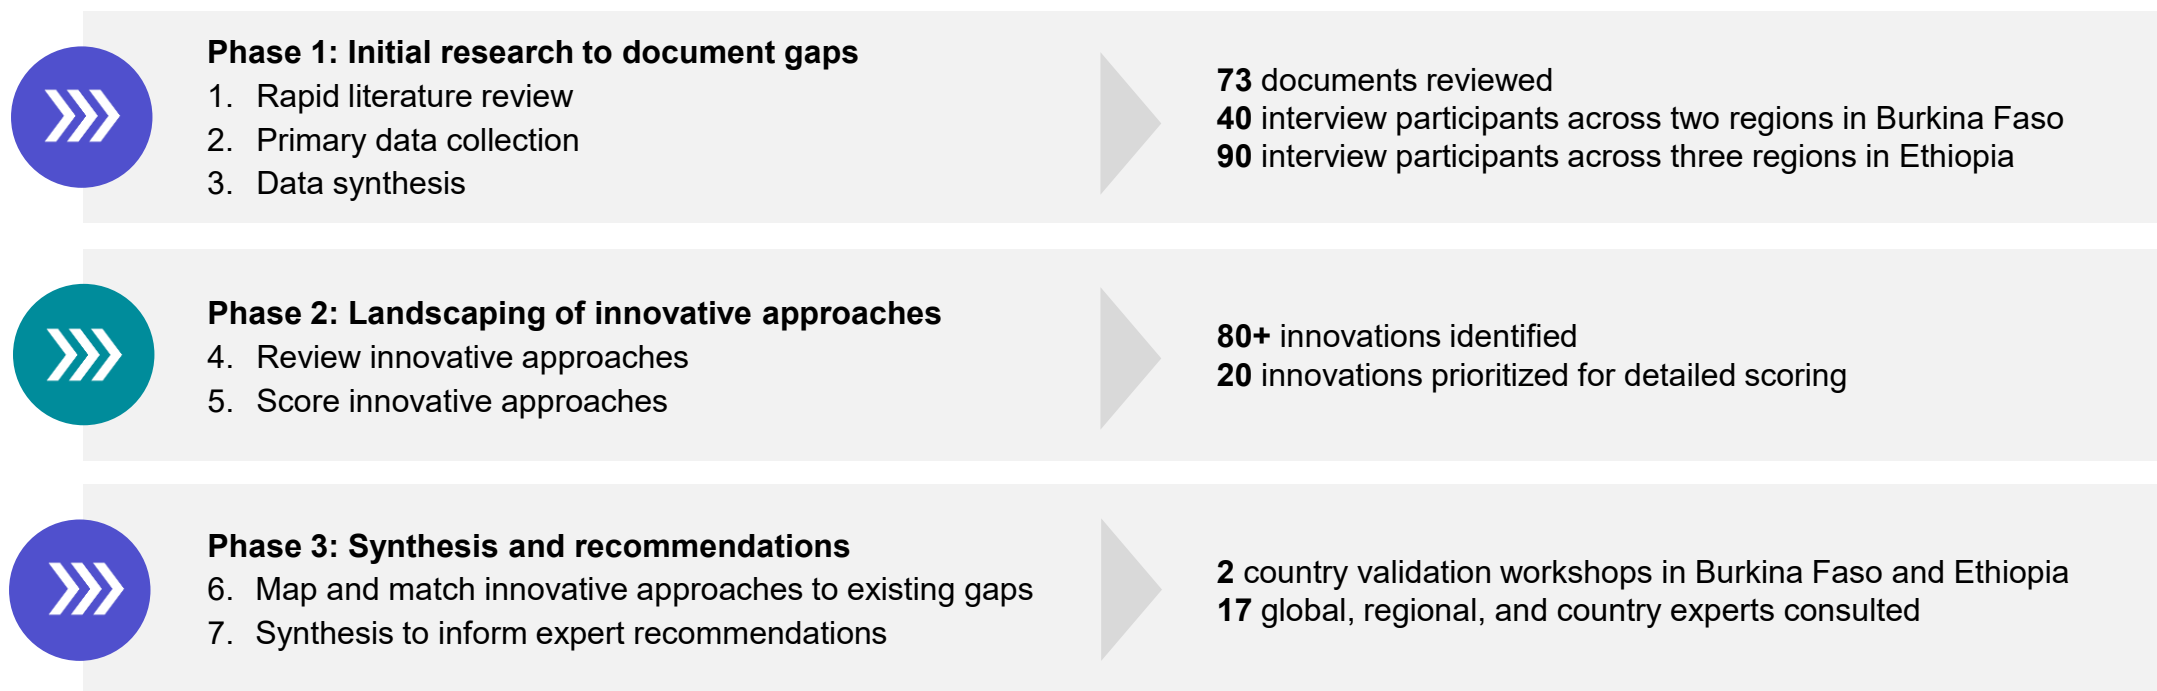 Phase 1: Initial research to document gaps
1. Rapid literature review
2. Primary data collection
3. Data synthesis
73 documents reviewed
40 interview participants across two regions in Burkina Faso
90 interview participants across three regions in Ethiopia
Phase 2: Landscaping of innovative approaches
4. Review innovative approaches
5. Score innovative approaches
80+ innovations identified
20 innovations prioritized for detailed scoring
Phase 3: Synthesis and recommendations
6. Map and match innovative approaches to existing gaps
7. Synthesis to inform expert recommendations
2 country validation workshops in Burkina Faso and Ethiopia
17 global, regional, and country experts consulted